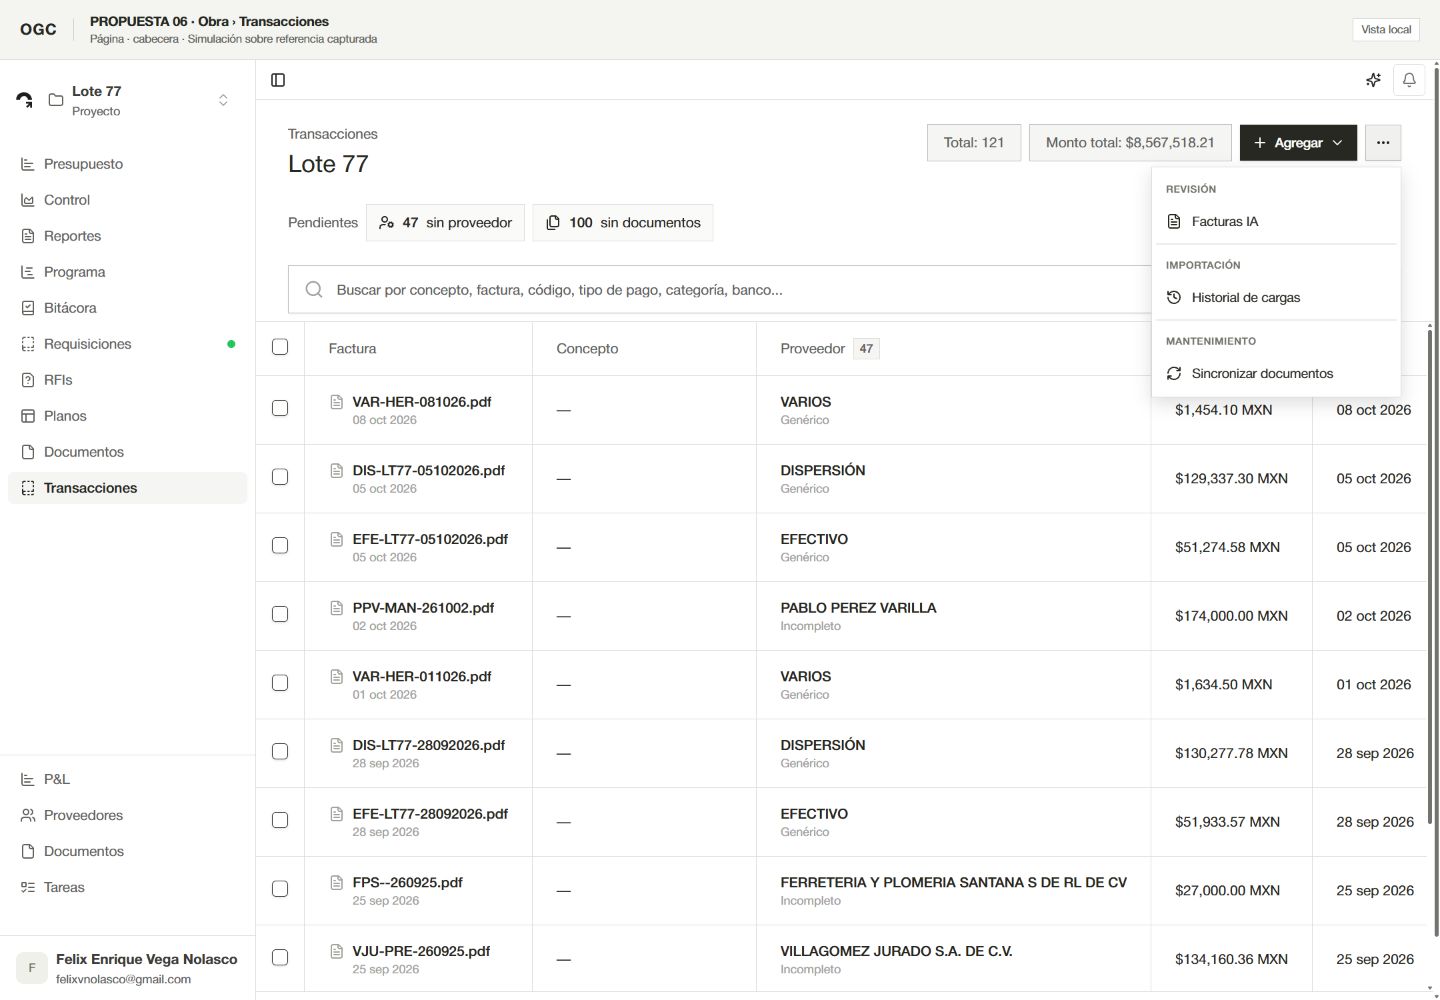 OGC
PROPUESTA 06 · Obra › Transacciones
Página · cabecera · Simulación sobre referencia capturada
Vista local
Lote 77
Proyecto
Presupuesto
Control
Reportes
Programa
Bitácora
Requisiciones
RFIs
Planos
Documentos
Transacciones
P&L
Proveedores
Documentos
Tareas
F
Felix Enrique Vega Nolasco
felixvnolasco@gmail.com
Transacciones
Lote 77
Total: 121
Monto total: $8,567,518.21
Agregar
Pendientes
47 sin proveedor
100 sin documentos
Buscar por concepto, factura, código, tipo de pago, categoría, banco...
REVISIÓN
Facturas IA
IMPORTACIÓN
Historial de cargas
MANTENIMIENTO
Sincronizar documentos
Factura Concepto Proveedor 47
VAR-HER-081026.pdf — VARIOS $1,454.10 MXN 08 oct 2026
08 oct 2026 Genérico
DIS-LT77-05102026.pdf — DISPERSIÓN $129,337.30 MXN 05 oct 2026
05 oct 2026 Genérico
EFE-LT77-05102026.pdf — EFECTIVO $51,274.58 MXN 05 oct 2026
05 oct 2026 Genérico
PPV-MAN-261002.pdf — PABLO PEREZ VARILLA $174,000.00 MXN 02 oct 2026
02 oct 2026 Incompleto
VAR-HER-011026.pdf — VARIOS $1,634.50 MXN 01 oct 2026
01 oct 2026 Genérico
DIS-LT77-28092026.pdf — DISPERSIÓN $130,277.78 MXN 28 sep 2026
28 sep 2026 Genérico
EFE-LT77-28092026.pdf — EFECTIVO $51,933.57 MXN 28 sep 2026
28 sep 2026 Genérico
FPS--260925.pdf — FERRETERIA Y PLOMERIA SANTANA S DE RL DE CV $27,000.00 MXN 25 sep 2026
25 sep 2026 Incompleto
VJU-PRE-260925.pdf — VILLAGOMEZ JURADO S.A. DE C.V. $134,160.36 MXN 25 sep 2026
25 sep 2026 Incompleto